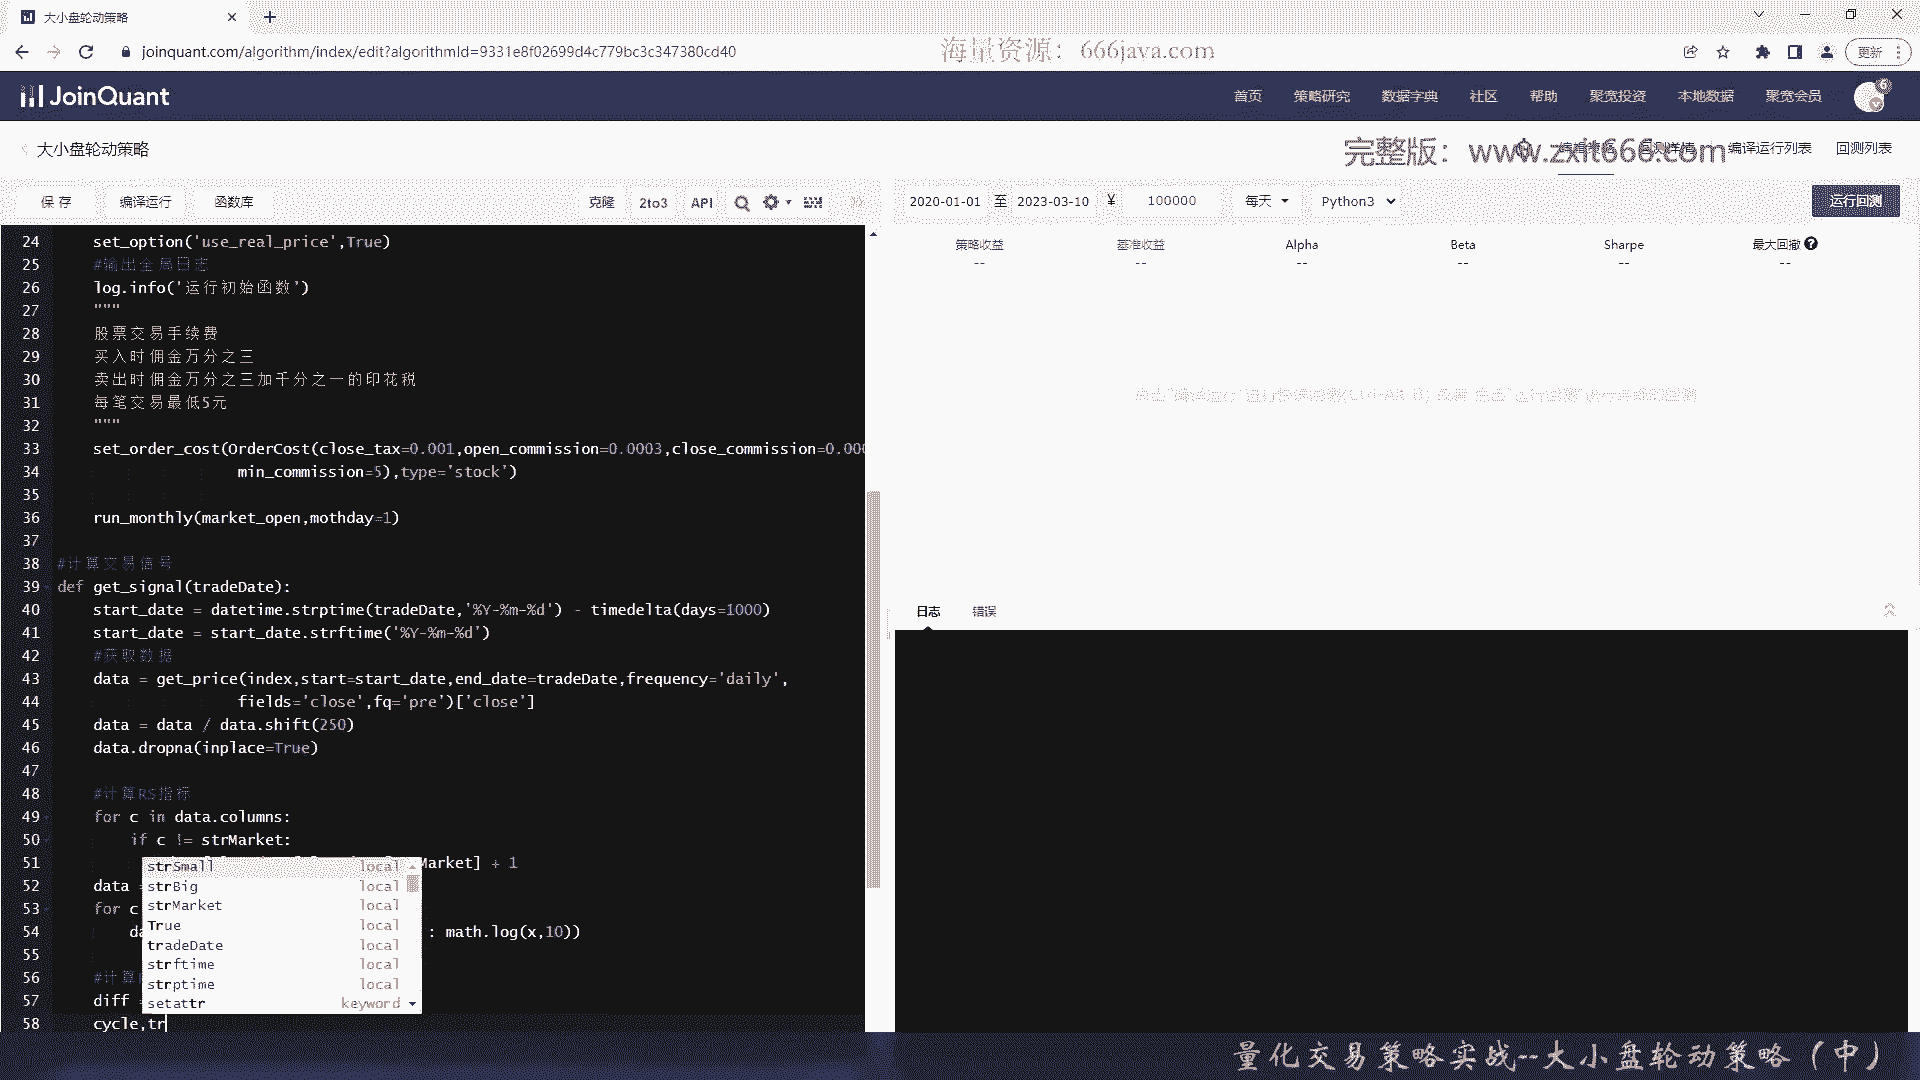 大小盘轮动策略
joinquant.com/algorithm/index/edit?algorithmId=9331e8f02699d4c779bc3c347380cd40
海量资源：666java.com
更新
JoinQuant
首页 策略研究 数据字典 社区 帮助 聚宽投资 本地数据 聚宽会员 6
大小盘轮动策略
完整版：www.zxit666.com
编译运行列表 回测列表
保存 编译运行 函数库 克隆 2to3 API
2020-01-01 至 2023-03-10 ¥ 100000 每天 Python3 运行回测
策略收益 基准收益 Alpha Beta Sharpe 最大回撤
-- -- -- -- -- --
24 set_option('use_real_price',True)
25 #输出全局日志
26 log.info('运行初始函数')
27 """
28 股票交易手续费
29 买入时佣金万分之三
30 卖出时佣金万分之三加千分之一的印花税
31 每笔交易最低5元
32 """
33 set_order_cost(OrderCost(close_tax=0.001,open_commission=0.0003,close_commission=0.00
34 min_commission=5),type='stock')
35
36 run_monthly(market_open,mothday=1)
37
38 #计算交易信号
39 def get_signal(tradeDate):
40 start_date = datetime.strptime(tradeDate,'%Y-%m-%d') - timedelta(days=1000)
41 start_date = start_date.strftime('%Y-%m-%d')
42 #获取数据
43 data = get_price(index,start=start_date,end_date=tradeDate,frequency='daily',
44 fields='close',fq='pre')['close']
45 data = data / data.shift(250)
46 data.dropna(inplace=True)
47
48 #计算RS指标
49 for c in data.columns:
50 if c != strMarket:
51 Market] + 1
52 data
53 for c
54 da : math.log(x,10))
55
56 #计算
57 diff =
58 cycle,tr
strSmall local
strBig local
strMarket local
True local
tradeDate local
strftime local
strptime local
setattr keyword
日志 错误
量化交易策略实战--大小盘轮动策略（中）